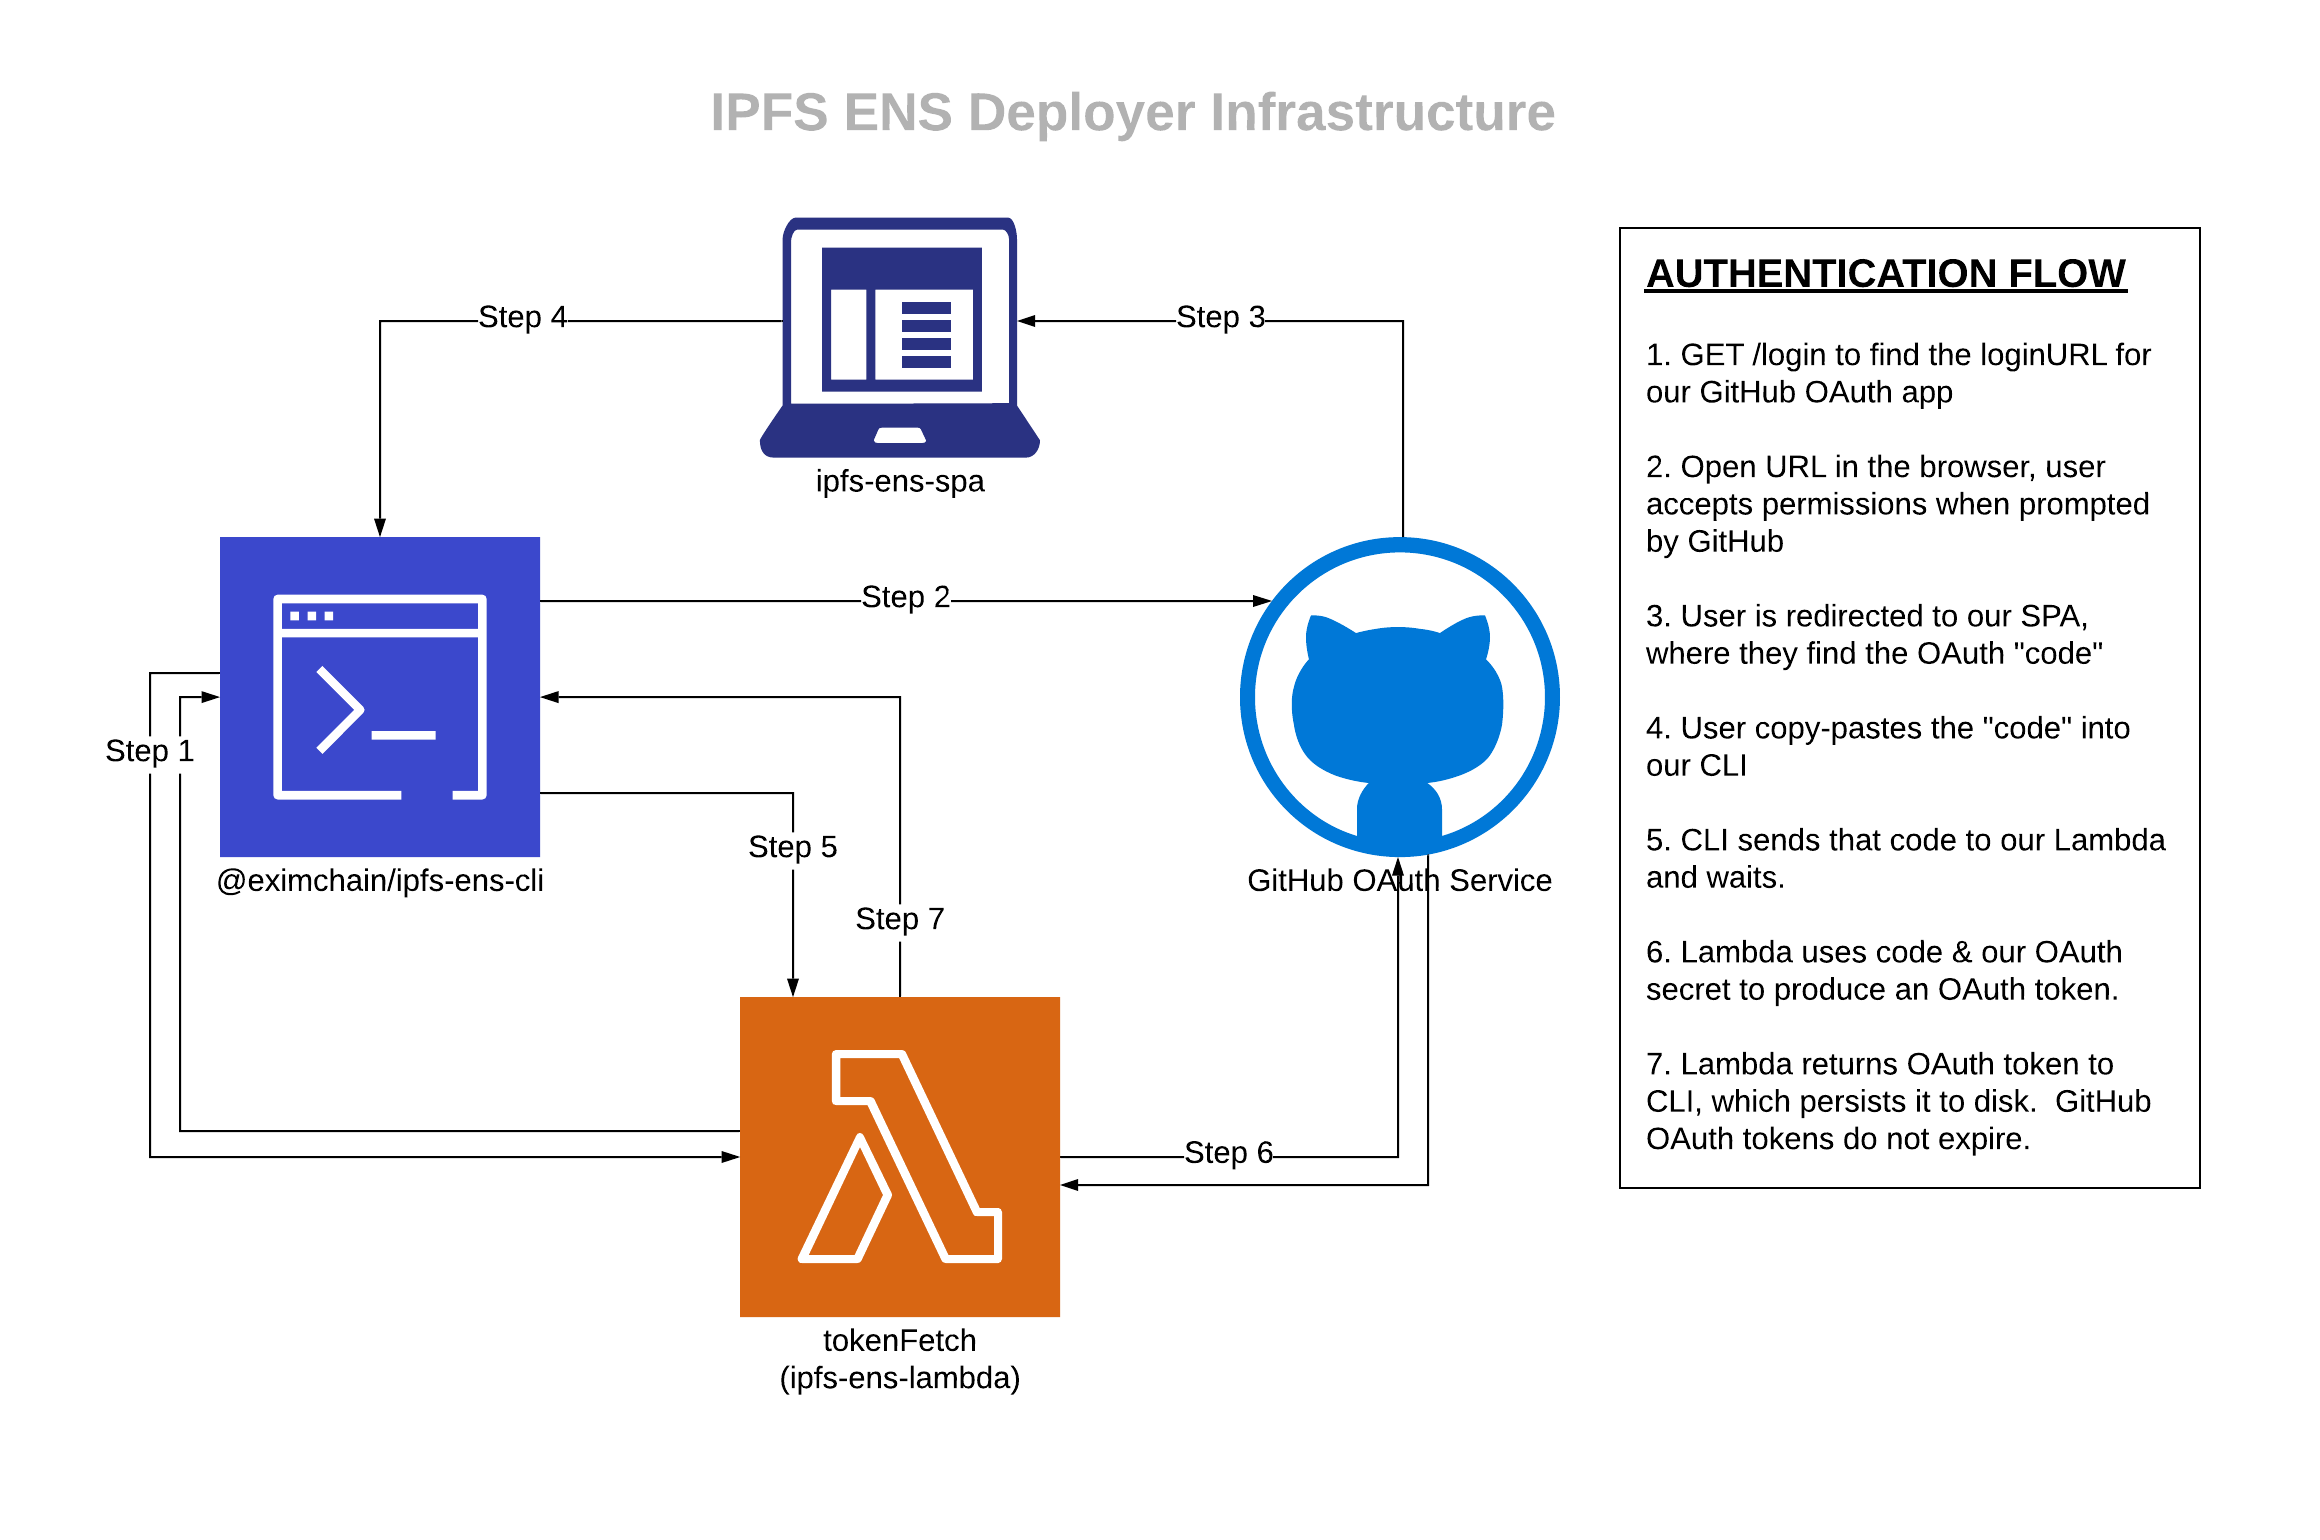 IPFS ENS Deployer Infrastructure
Step 4
Step 3
ipfs-ens-spa
Step 2
Step 1
@eximchain/ipfs-ens-cli
Step 5
Step 7
GitHub OAuth Service
Step 6
tokenFetch
(ipfs-ens-lambda)
AUTHENTICATION FLOW
1. GET /login to find the loginURL for
our GitHub OAuth app
2. Open URL in the browser, user
accepts permissions when prompted
by GitHub
3. User is redirected to our SPA,
where they find the OAuth "code"
4. User copy-pastes the "code" into
our CLI
5. CLI sends that code to our Lambda
and waits.
6. Lambda uses code & our OAuth
secret to produce an OAuth token.
7. Lambda returns OAuth token to
CLI, which persists it to disk.  GitHub
OAuth tokens do not expire.